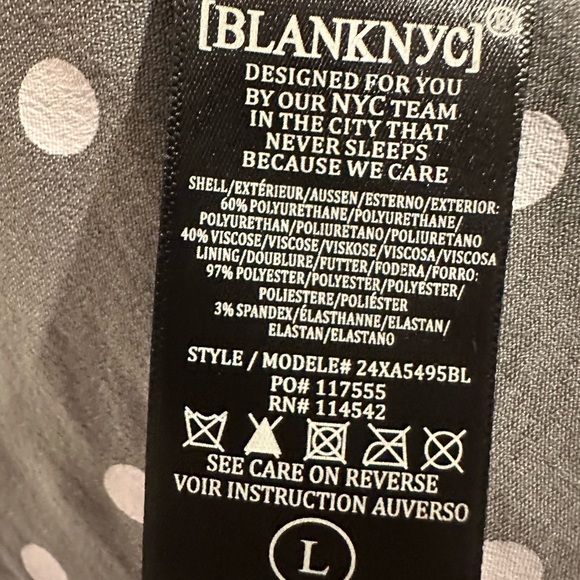 [BLANKNYC]®
DESIGNED FOR YOU
BY OUR NYC TEAM
IN THE CITY THAT
NEVER SLEEPS
BECAUSE WE CARE
SHELL/EXTÉRIEUR/AUSSEN/ESTERNO/EXTERIOR:
60% POLYURETHANE/POLYURETHANE/
POLYURETHAN/POLIURETANO/POLIURETANO
40% VISCOSE/VISCOSE/VISKOSE/VISCOSA/VISCOSA
LINING/DOUBLURE/FUTTER/FODERA/FORRO:
97% POLYESTER/POLYESTER/POLYESTER/
POLIESTERE/POLIÉSTER
3% SPANDEX/ÉLASTHANNE/ELASTAN/
ELASTAN/ELASTANO
STYLE / MODELE# 24XA5495BL
PO# 117555
RN# 114542
SEE CARE ON REVERSE
VOIR INSTRUCTION AUVERSO
L